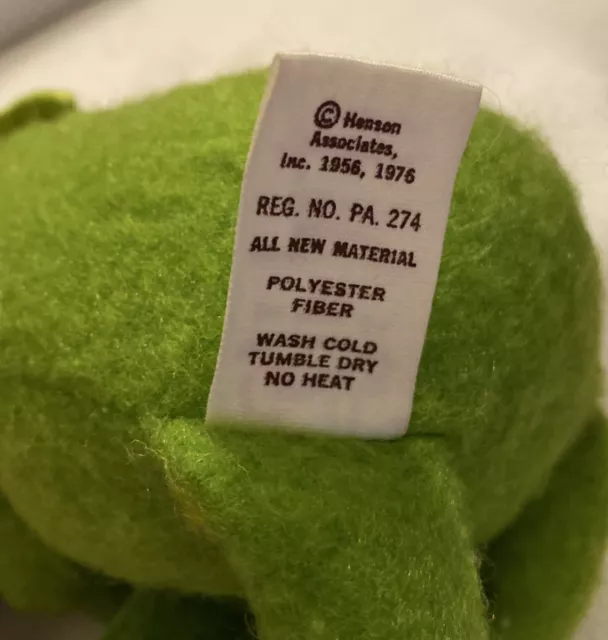 © Henson
Associates,
Inc. 1956, 1976
REG. NO. PA. 274
ALL NEW MATERIAL
POLYESTER
FIBER
WASH COLD
TUMBLE DRY
NO HEAT